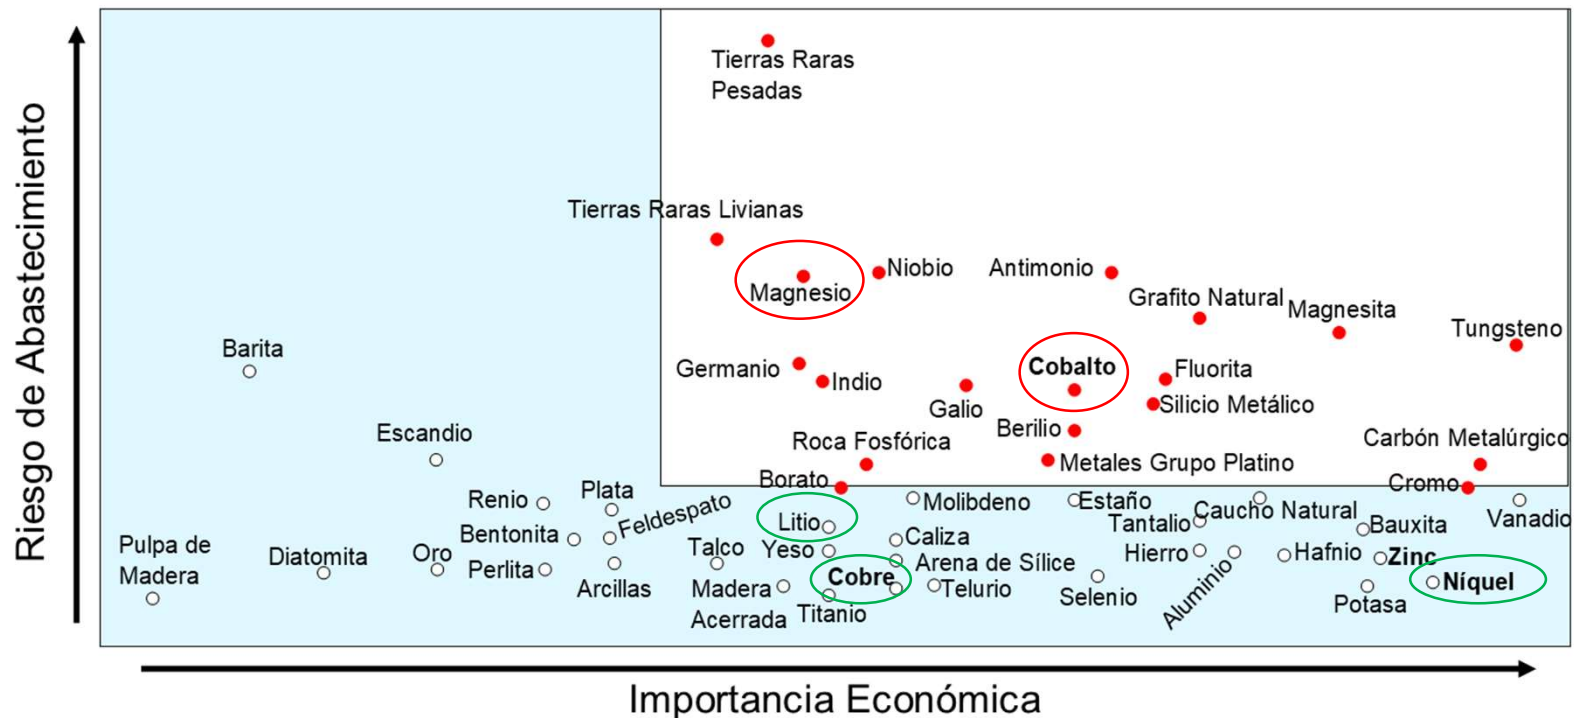 Riesgo de Abastecimiento
Tierras Raras
Pesadas
Tierras Raras Livianas
Magnesio
Niobio
Antimonio
Grafito Natural
Magnesita
Tungsteno
Barita
Germanio
Indio
Galio
Cobalto
Fluorita
Silicio Metálico
Berilio
Escandio
Roca Fosfórica
Metales Grupo Platino
Carbón Metalúrgico
Borato
Cromo
Renio
Plata
Feldespato
Bentonita
Litio
Molibdeno
Estaño
Tantalio
Caucho Natural
Bauxita
Vanadio
Pulpa de
Madera
Diatomita
Oro
Perlita
Arcillas
Talco
Yeso
Caliza
Arena de Sílice
Hierro
Aluminio
Hafnio
Zinc
Níquel
Madera
Acerrada
Cobre
Titanio
Telurio
Selenio
Potasa
Importancia Económica